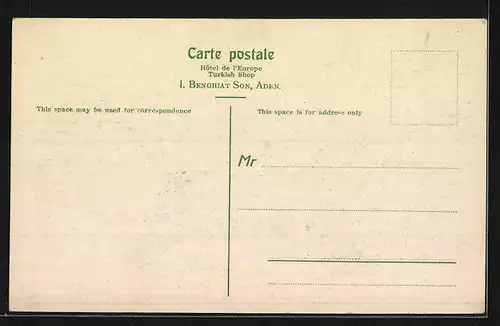 Carte postale
Hôtel de l'Europe
Turkish Shop
I. BENGHIAT SON, ADEN.
This space may be used for correspondence
This space is for address only
Mr